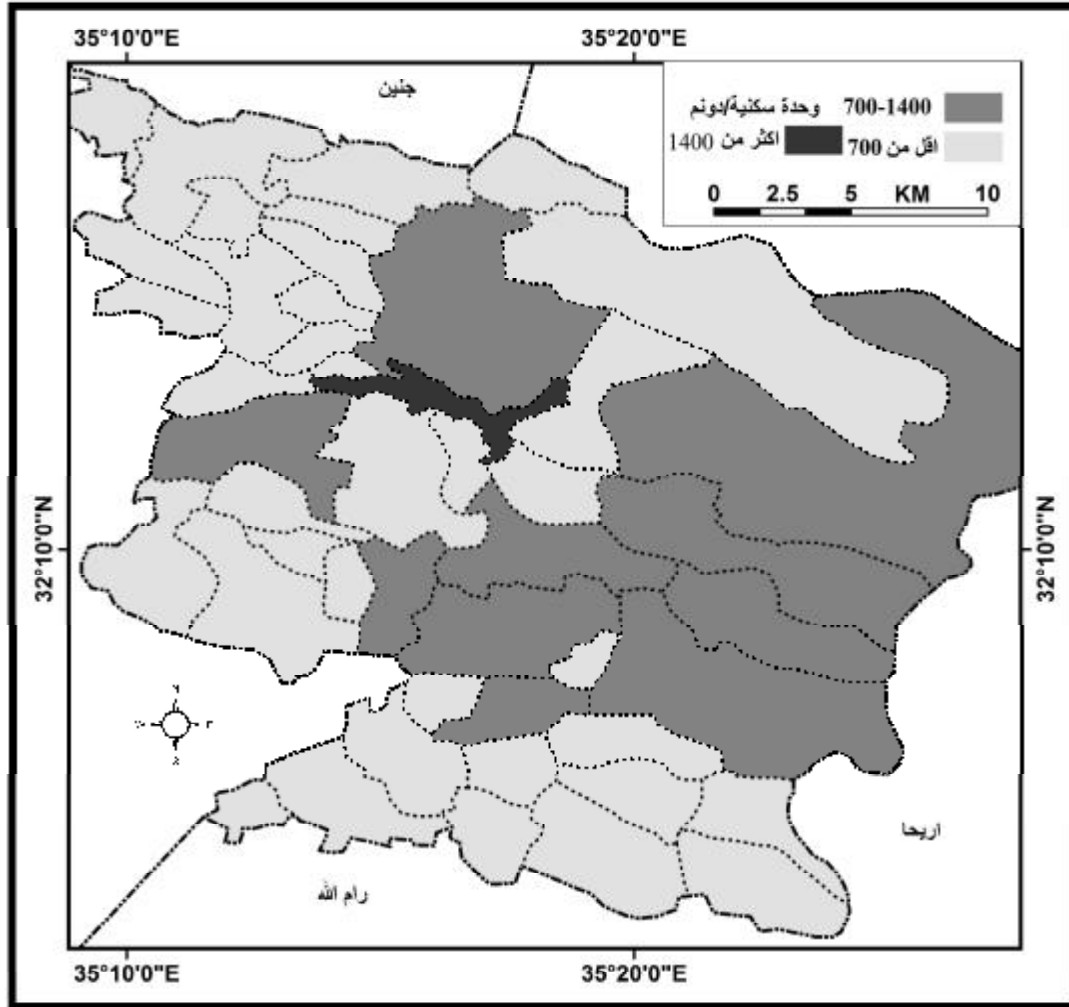 35°10'0"E 35°20'0"E
جنين
وحدة سكنية/دونم 700-1400
اكثر من 1400
اقل من 700
0 2.5 5 KM 10
32°10'0"N 32°10'0"N
اريحا
رام الله
35°10'0"E 35°20'0"E